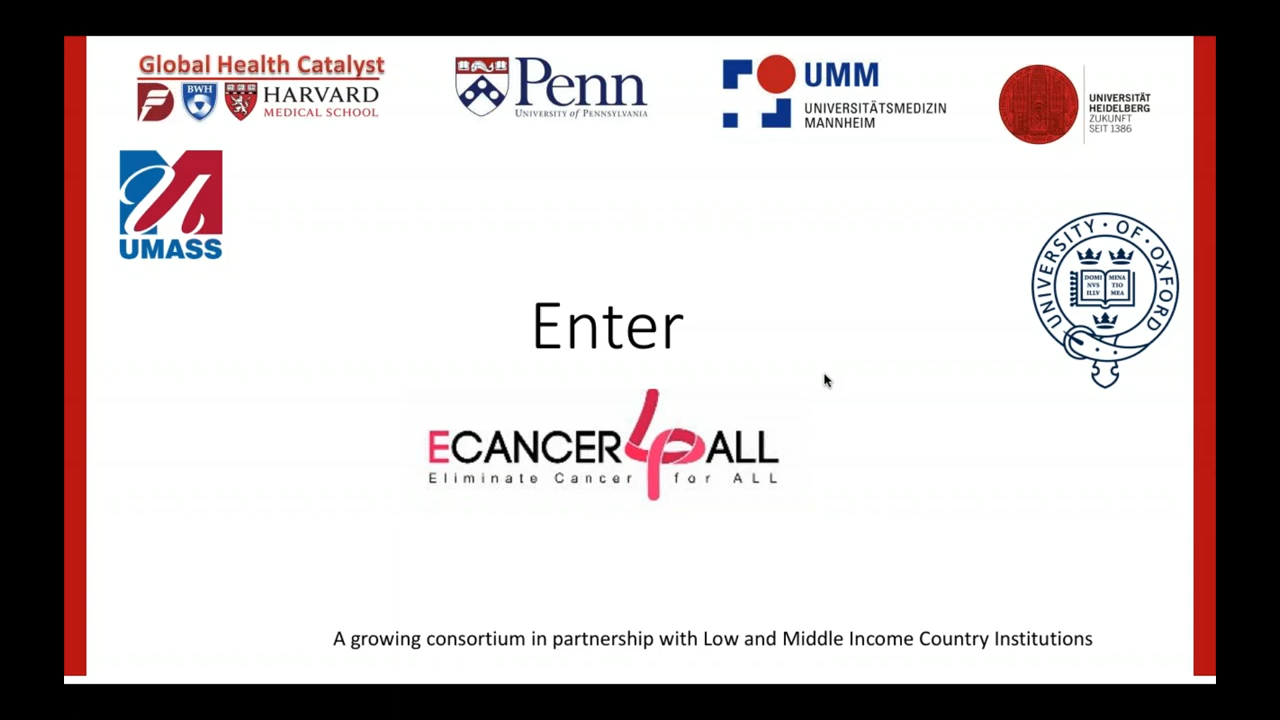 Global Health Catalyst
BWH
HARVARD
MEDICAL SCHOOL
Penn
UNIVERSITY of PENNSYLVANIA
UMM
UNIVERSITÄTSMEDIZIN
MANNHEIM
UNIVERSITÄT
HEIDELBERG
ZUKUNFT
SEIT 1386
UMASS
UNIVERSITY · OF · OXFORD
DOMI MINA
NVS TIO
ILLV MEA
Enter
ECANCER4ALL
Eliminate Cancer for ALL
A growing consortium in partnership with Low and Middle Income Country Institutions